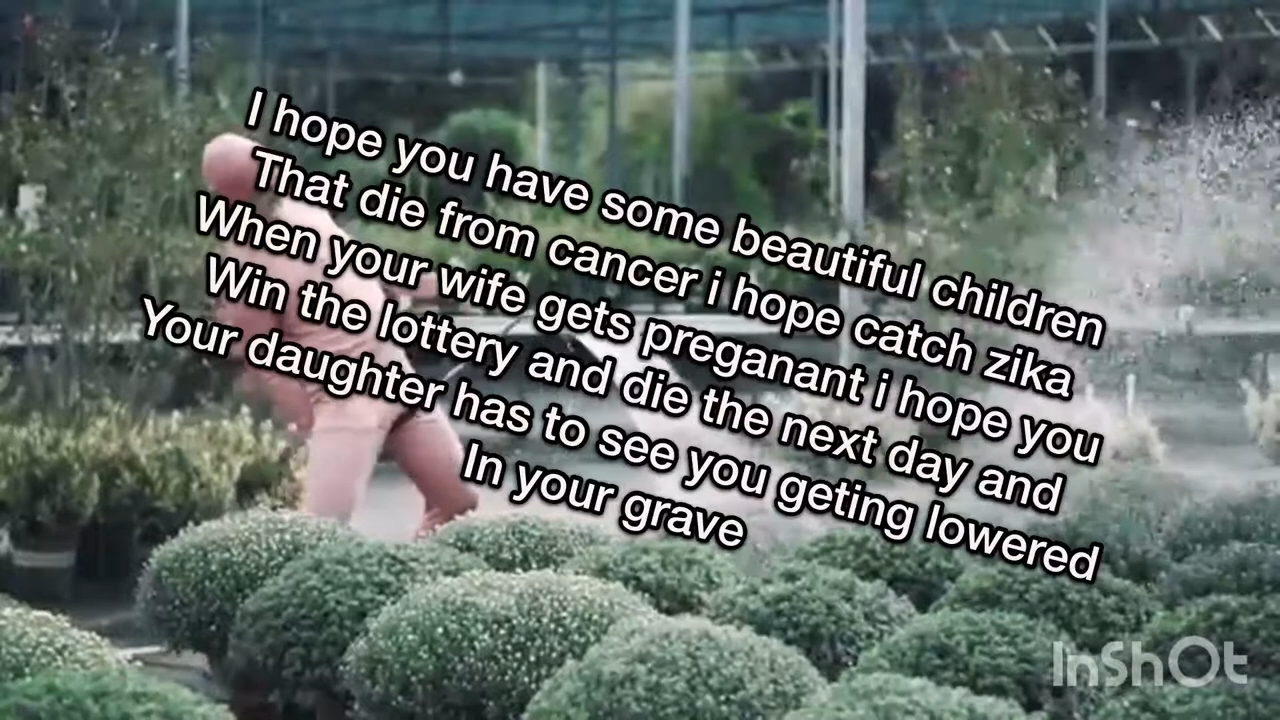 I hope you have some beautiful children
That die from cancer i hope catch zika
When your wife gets preganant i hope you
Win the lottery and die the next day and
Your daughter has to see you geting lowered
In your grave
InShOt